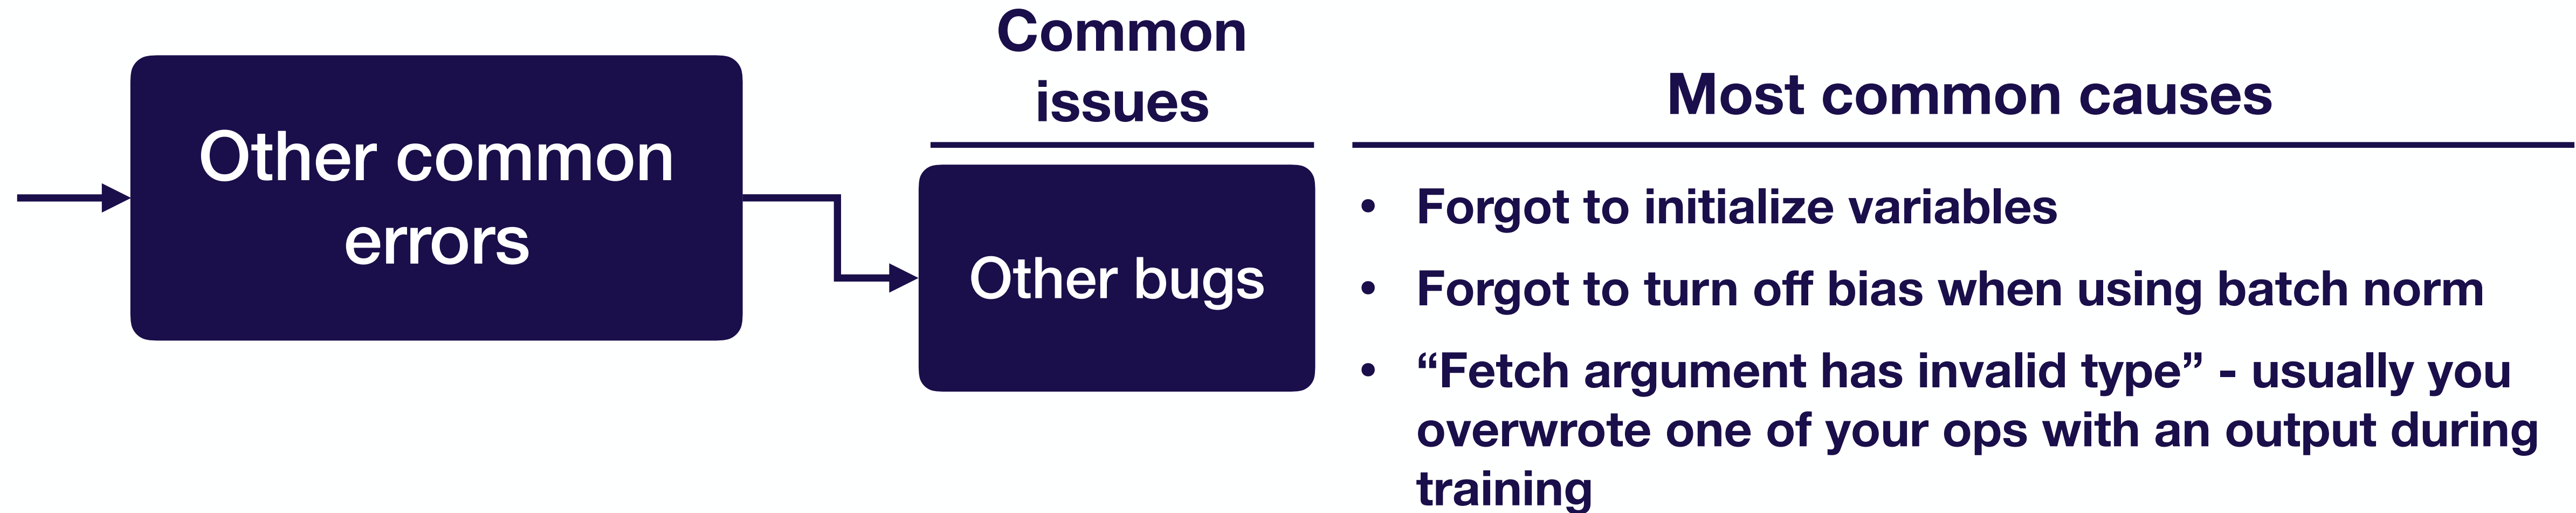 Other common
errors
Common
issues
Other bugs
Most common causes
• Forgot to initialize variables
• Forgot to turn off bias when using batch norm
• “Fetch argument has invalid type” - usually you
overwrote one of your ops with an output during
training